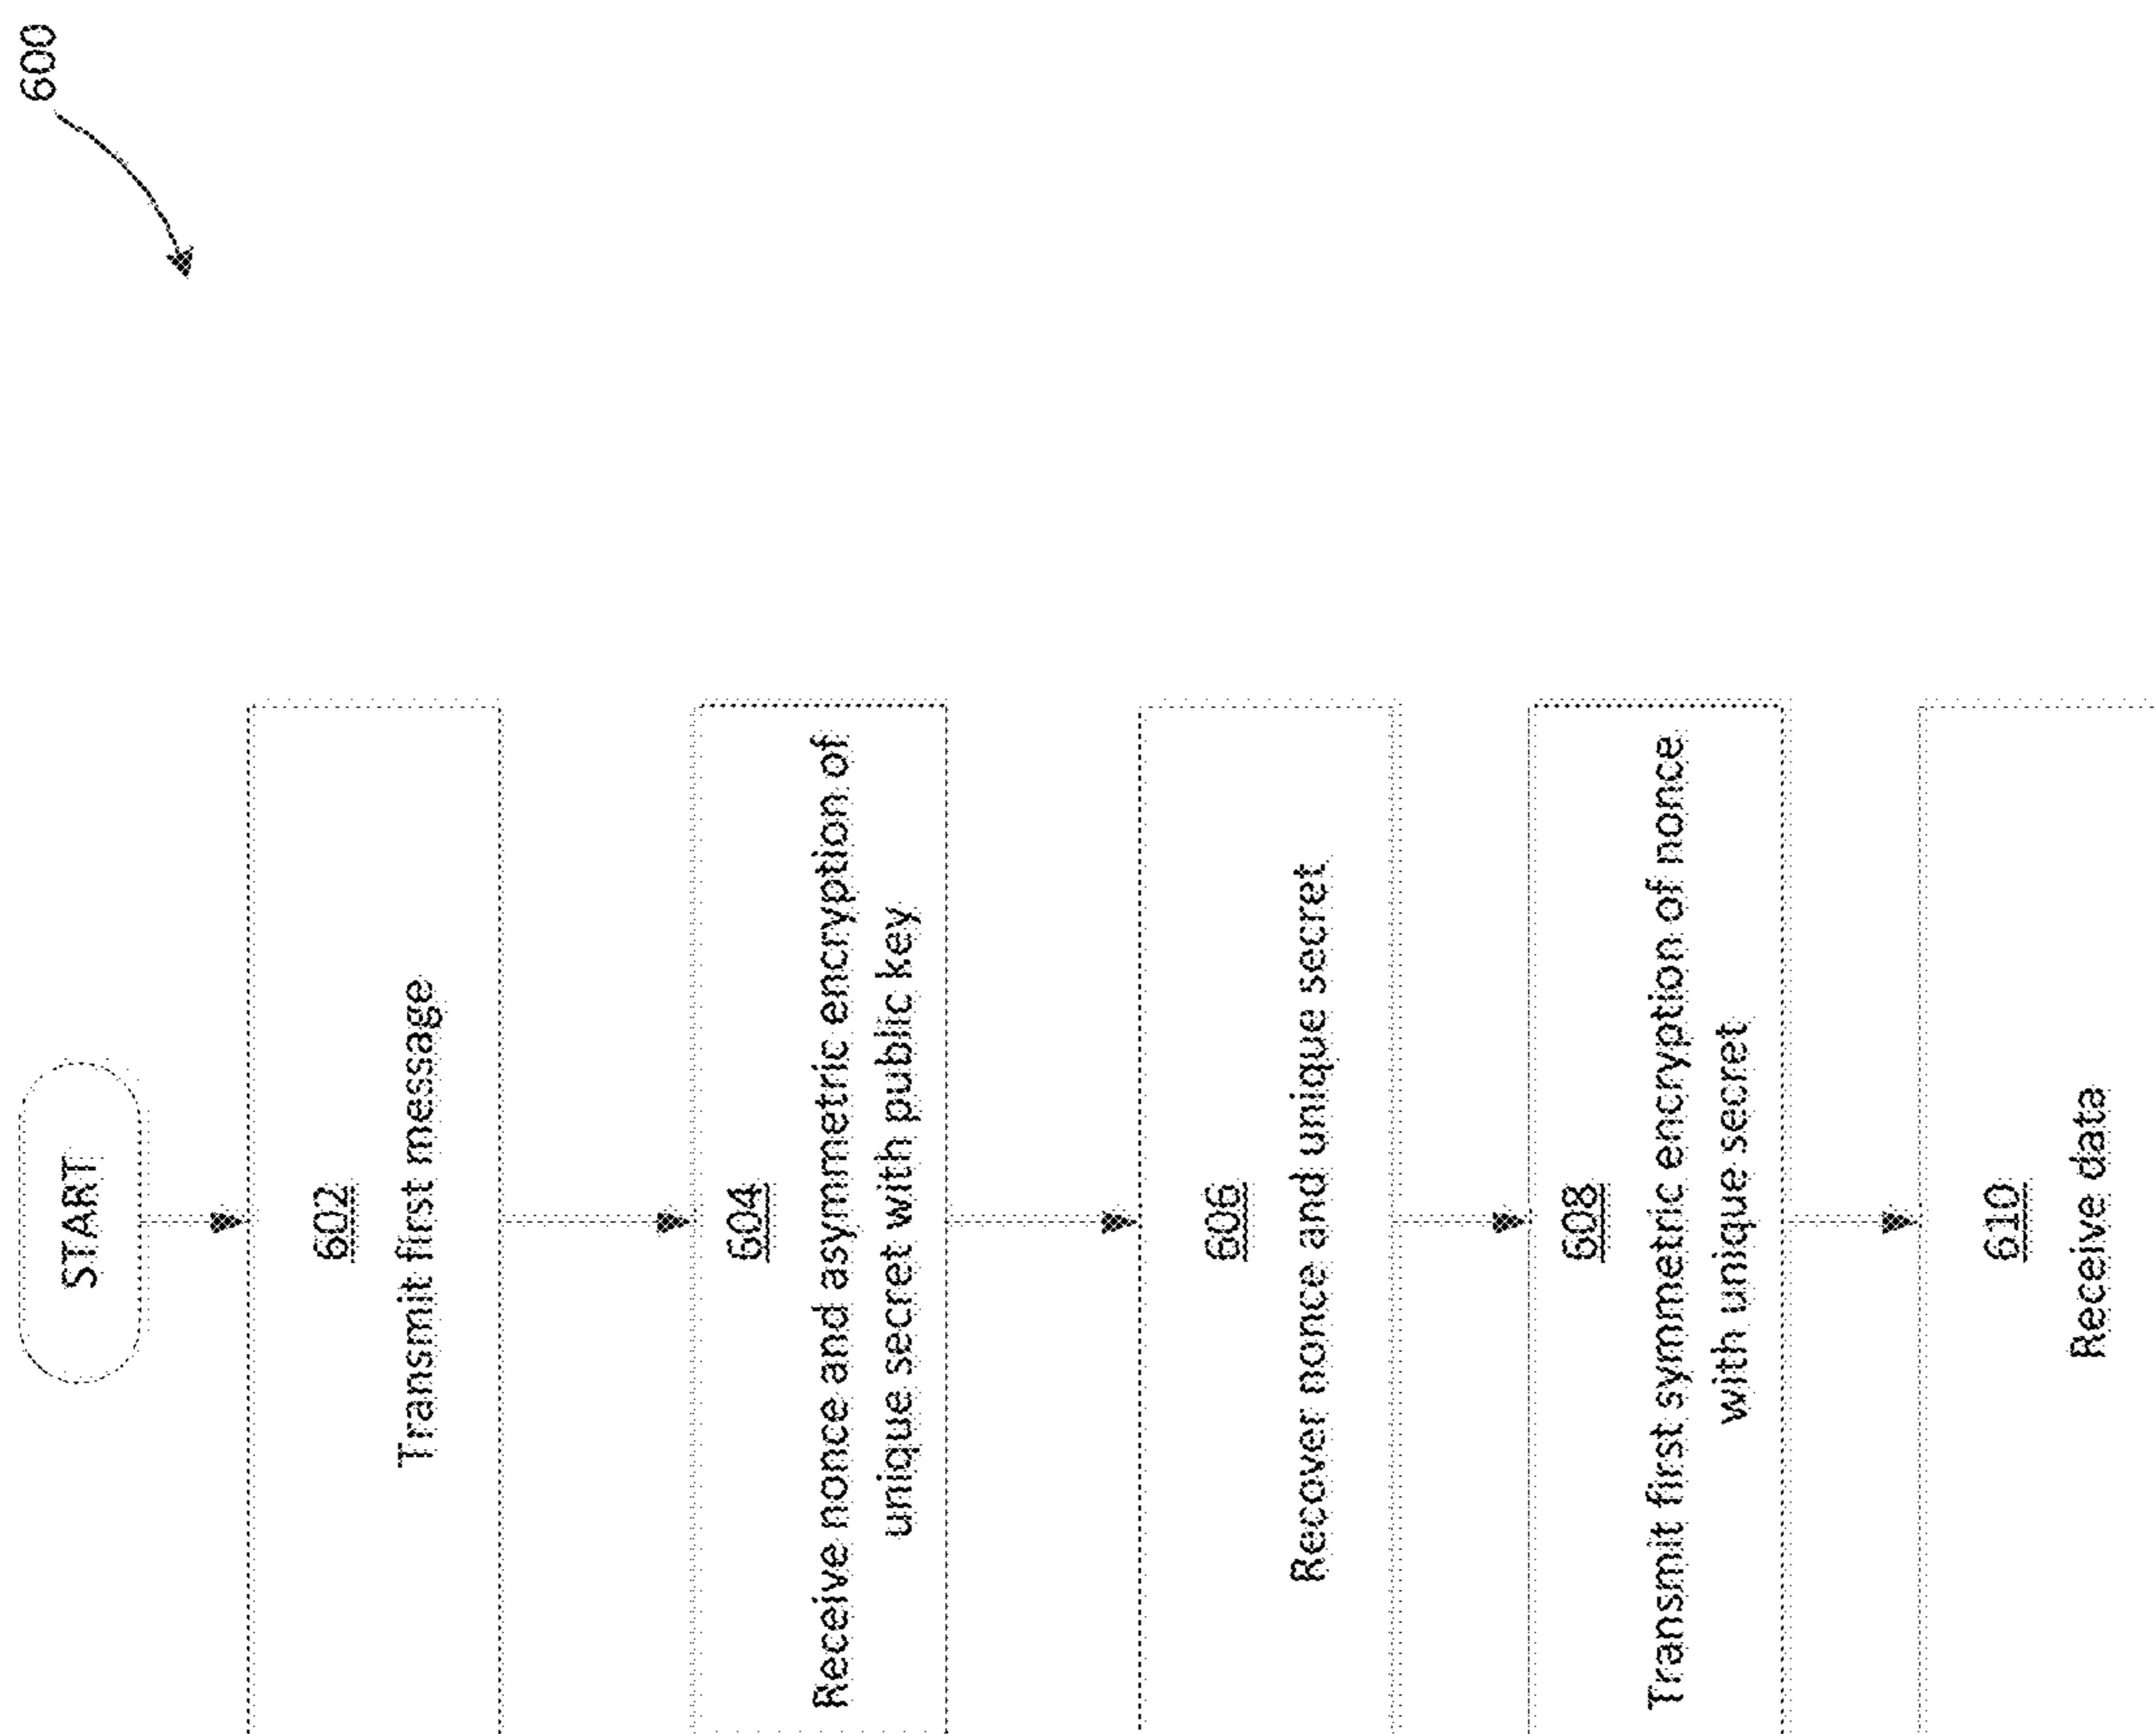 600
START
602
Transmit first message
604
Receive nonce and asymmetric encryption of
unique secret with public key
606
Recover nonce and unique secret
608
Transmit first symmetric encryption of nonce
with unique secret
610
Receive data